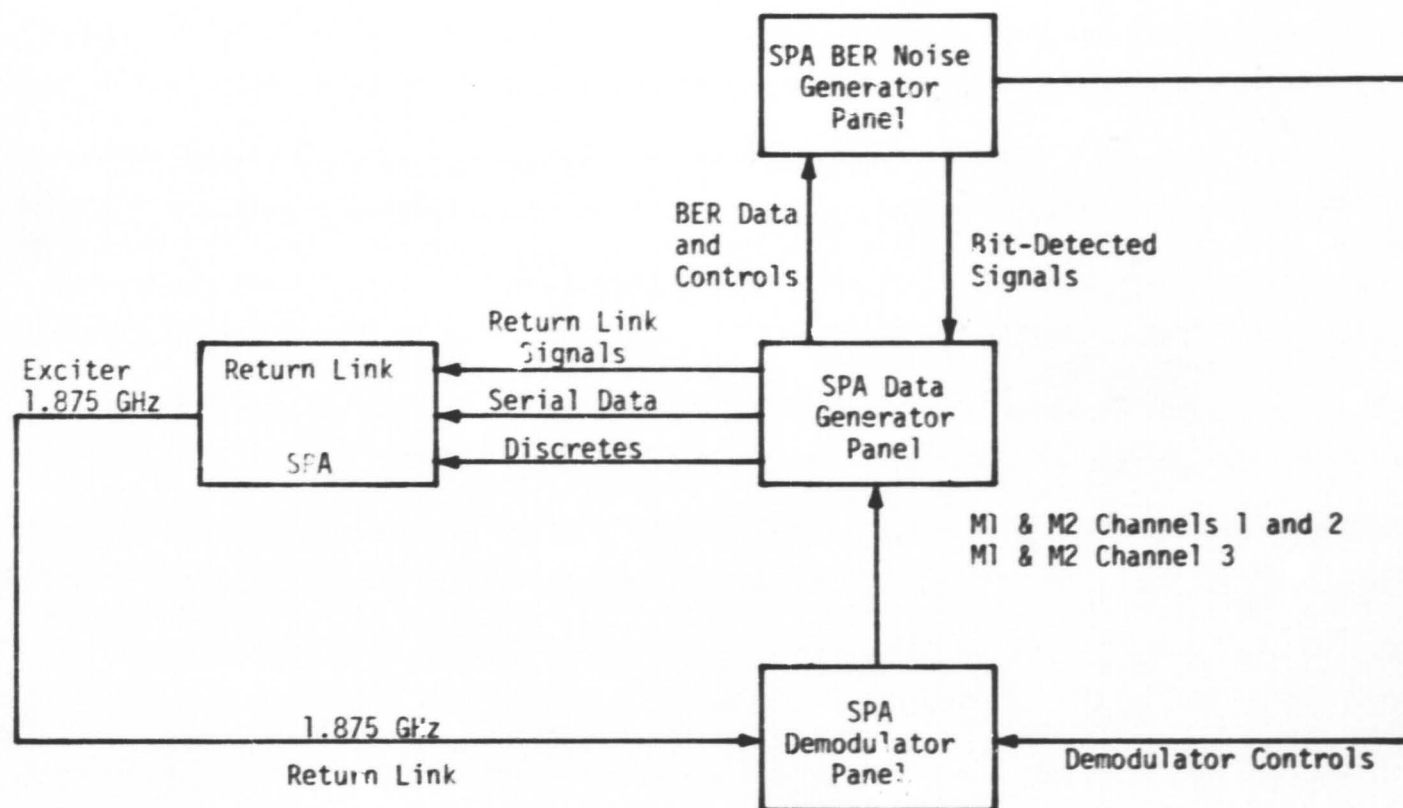 SPA BER Noise
Generator
Panel
BER Data
and
Controls
Bit-Detected
Signals
Return Link
Signals
Exciter
1.875 GHz
Return Link
SPA
Serial Data
Discretes
SPA Data
Generator
Panel
M1 & M2 Channels 1 and 2
M1 & M2 Channel 3
1.875 GHz
Return Link
SPA
Demodulator
Panel
Demodulator Controls